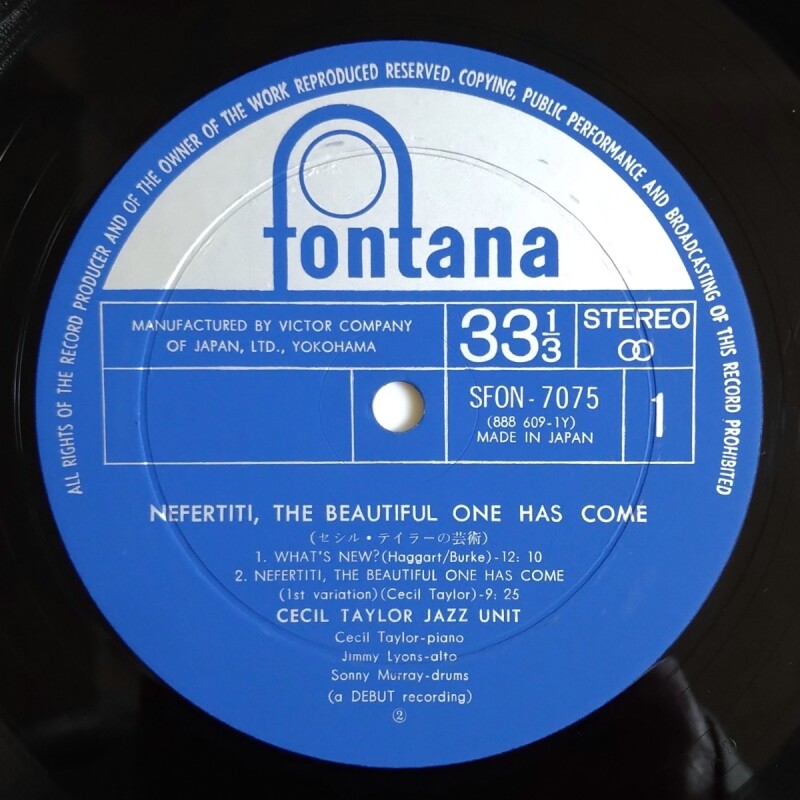 ALL RIGHTS OF THE RECORD PRODUCER AND OF THE OWNER OF THE WORK REPRODUCED RESERVED. COPYING, PUBLIC PERFORMANCE AND BROADCASTING OF THIS RECORD PROHIBITED
fontana
MANUFACTURED BY VICTOR COMPANY
OF JAPAN, LTD., YOKOHAMA
33 1/3
STEREO
SFON-7075
(888 609-1Y)
MADE IN JAPAN
1
NEFERTITI, THE BEAUTIFUL ONE HAS COME
(セシル・テイラーの芸術)
1. WHAT'S NEW?(Haggart/Burke)-12: 10
2. NEFERTITI, THE BEAUTIFUL ONE HAS COME
(1st variation)(Cecil Taylor)-9: 25
CECIL TAYLOR JAZZ UNIT
Cecil Taylor-piano
Jimmy Lyons-alto
Sonny Murray-drums
(a DEBUT recording)
②